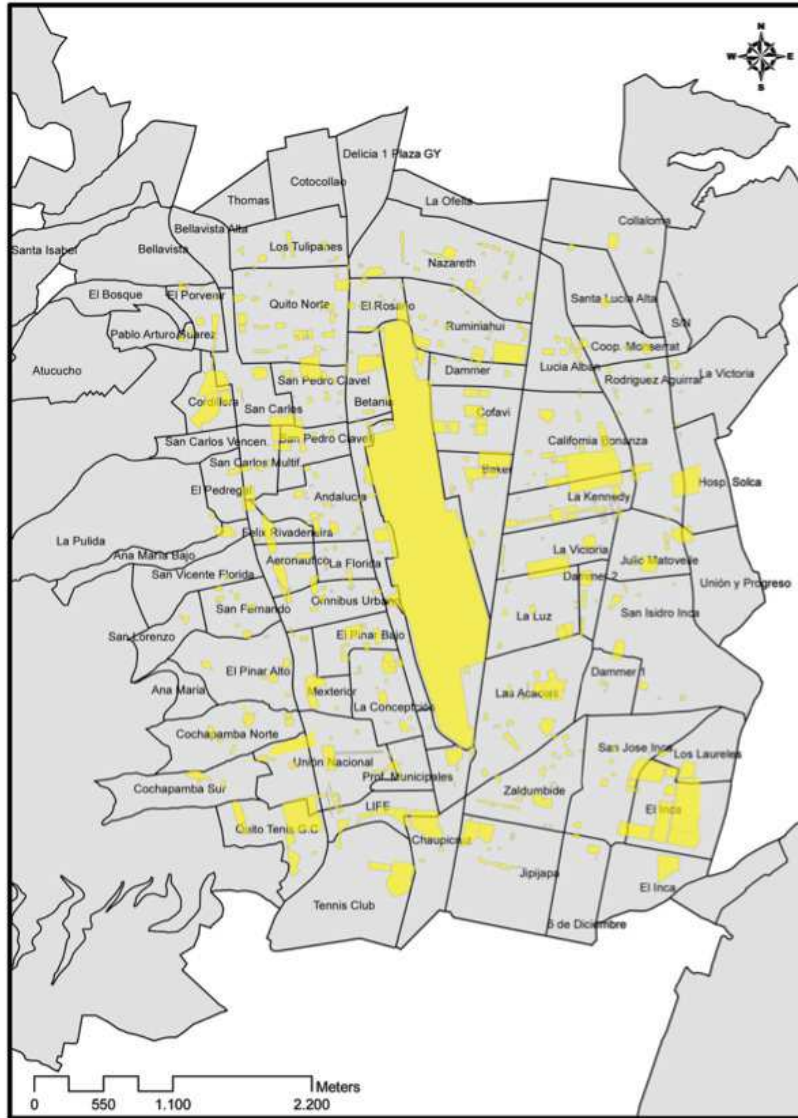 N
W E
S
Delicia 1 Plaza GY
Cotocollao
Thomas
La Ofelia
Collaloma
Bellavista Alta
Santa Isabel
Bellavista
Los Tulipanes
Nazareth
El Bosque
El Porvenir
Quito Norte
El Rosario
Santa Lucia Alta
Pablo Arturo Suarez
Ruminiahui
S/N
Coop. Monserrat
Atucucho
Dammer
Lucia Alban
Rodriguez Aguirrar
La Victoria
San Pedro Clavel
Cordillera
San Carlos
Betania
Cofavi
San Carlos Vencen.
San Pedro Clavel
California Bonanza
San Carlos Multif.
Baker
El Pedregal
Andalucia
La Kennedy
Hosp. Solca
La Pulida
Felix Rivadeneira
Ana Maria Bajo
Aeronautico
La Florida
La Victoria
Julio Matovelle
San Vicente Florida
Dammer 2
Unión y Progreso
San Fernando
Omnibus Urbano
La Luz
San Isidro Inca
San Lorenzo
El Pinar Bajo
El Pinar Alto
Dammer 1
Ana Maria
Mexterior
Las Acacias
La Concepción
Cochapamba Norte
San Jose Inca
Los Laureles
Unión Nacional
Prof. Municipales
Cochapamba Sur
Zaldumbide
LIFE
El Inca
Quito Tenis G.C
Chaupicruz
Jipijapa
El Inca
Tennis Club
6 de Diciembre
Meters
0 550 1.100 2.200